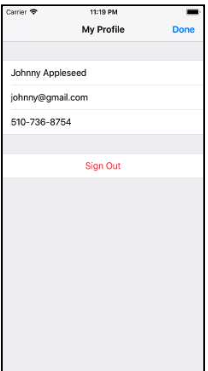 Carrier 11:19 PM
My Profile Done
Johnny Appleseed
johnny@gmail.com
510-736-8754
Sign Out